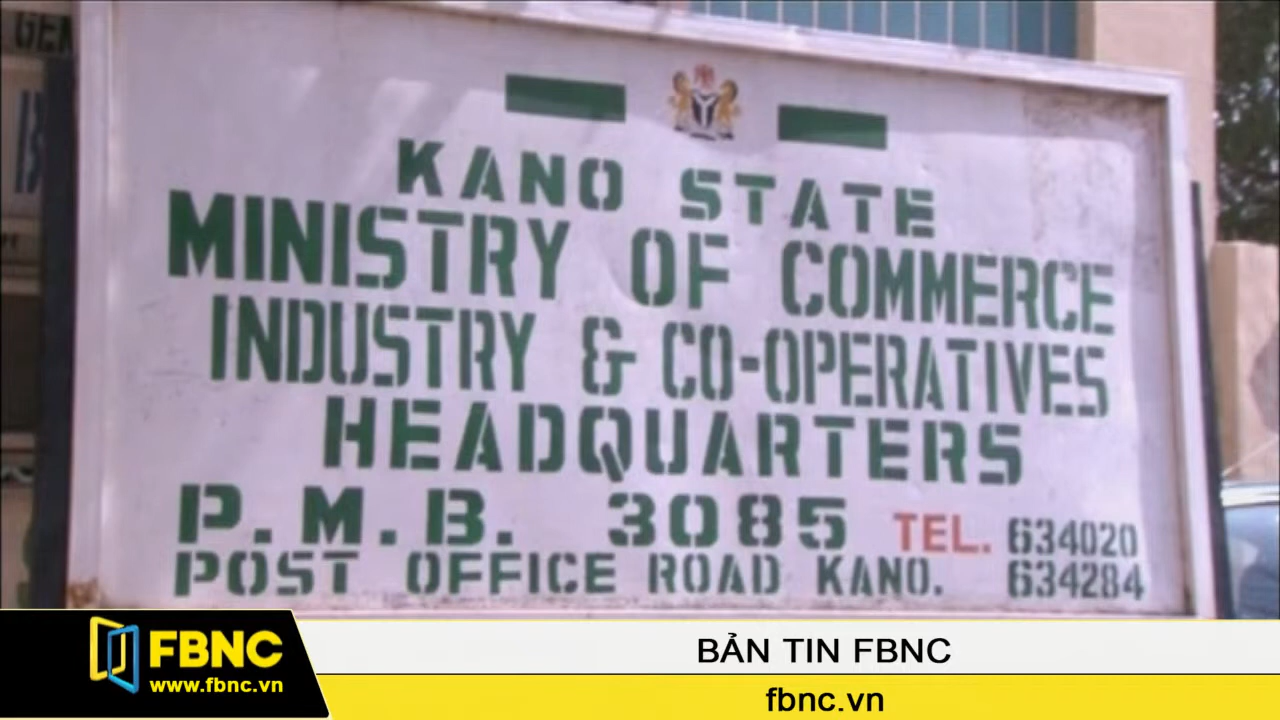 GEN
KANO STATE
MINISTRY OF COMMERCE
INDUSTRY & CO-OPERATIVES
HEADQUARTERS
P.M.B. 3085 TEL. 634020
POST OFFICE ROAD KANO. 634284
FBNC
www.fbnc.vn
BẢN TIN FBNC
fbnc.vn